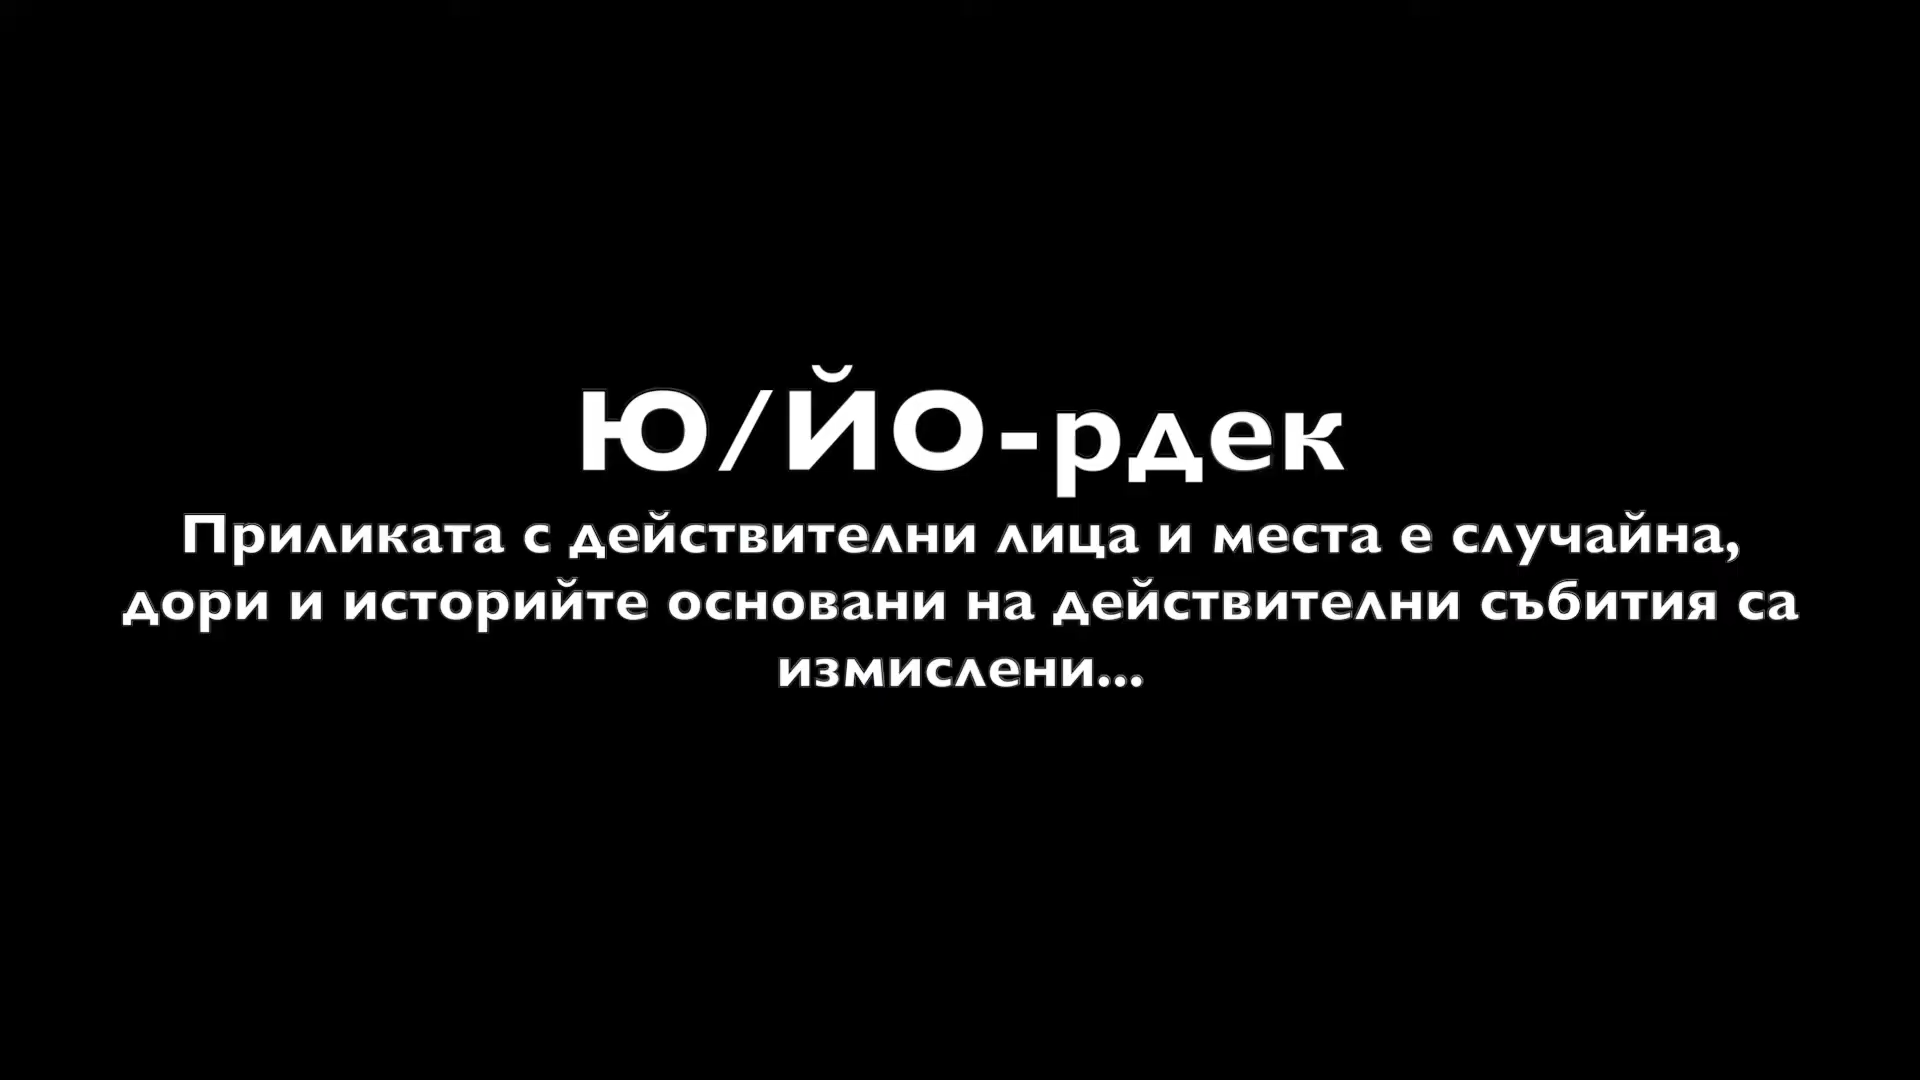 Ю/ЙО-рдек
Приликата с действителни лица и места е случайна,
дори и историйте основани на действителни събития са
измислени...